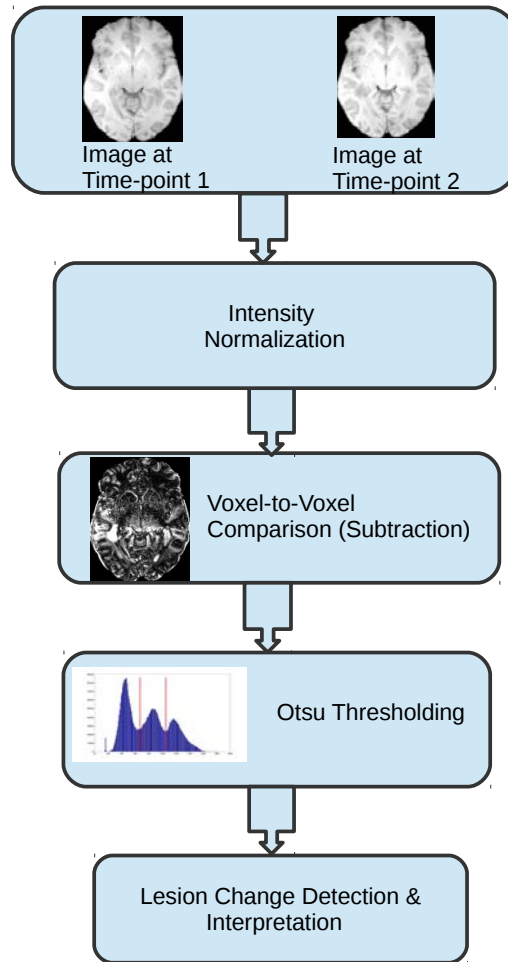 Image at
Time-point 1
Image at
Time-point 2
Intensity
Normalization
Voxel-to-Voxel
Comparison (Subtraction)
Otsu Thresholding
Lesion Change Detection &
Interpretation